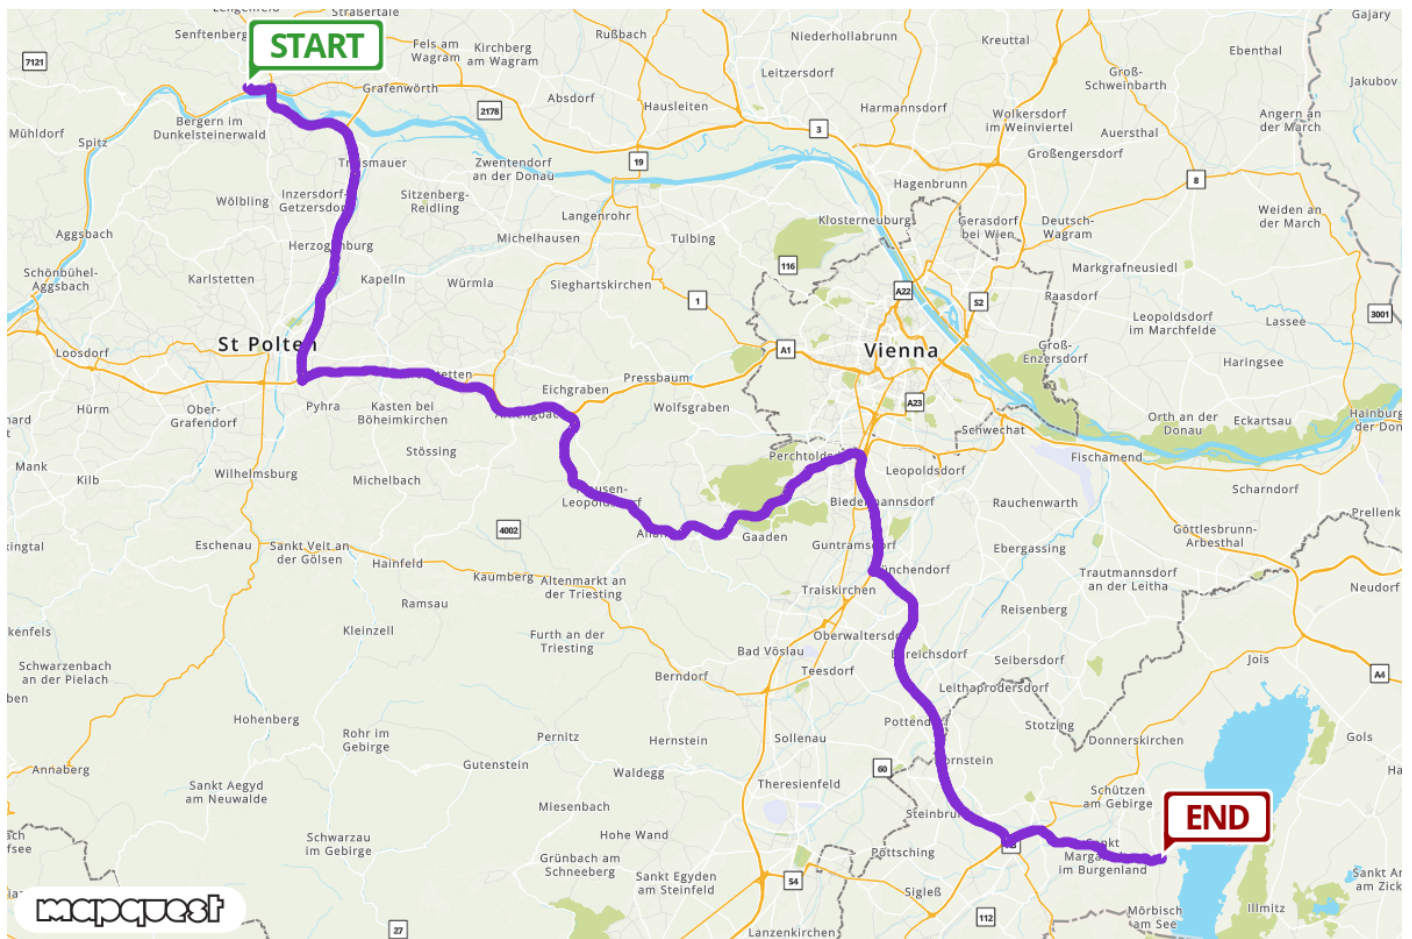 Lengenfeld
Straßertale
Gajary
Senftenberg
START
Fels am
Wagram
Kirchberg
am Wagram
Rußbach
Niederhollabrunn
Kreuttal
Ebenthal
7121
Leitzersdorf
Groß-
Schweinbarth
Jakubov
Grafenwörth
Absdorf
Hausleiten
Harmannsdorf
Wolkersdorf
im Weinviertel
Angern an
der March
2178
Bergern im
Dunkelsteinerwald
Mühldorf
Spitz
3
Auersthal
Großengersdorf
19
Zwentendorf
an der Donau
8
Hagenbrunn
Wölbling
Inzersdorf-
Getzersdorf
Sitzenberg-
Reidling
Langenrohr
Klosterneuburg
Gerasdorf
bei Wien
Deutsch-
Wagram
Weiden an
der March
Aggsbach
Herzogenburg
Michelhausen
Tulbing
Schönbühel-
Aggsbach
Karlstetten
Kapelln
Würmla
Sieghartskirchen
116
Markgrafneusiedl
A22
S2
Raasdorf
1
Leopoldsdorf
im Marchfelde
Lassee
3001
Loosdorf
St Polten
A1
Vienna
Groß-
Enzersdorf
Haringsee
Eichgraben
Pressbaum
Hürm
Ober-
Grafendorf
Pyhra
Kasten bei
Böheimkirchen
Wolfsgraben
A23
Schwechat
Orth an der
Donau
Eckartsau
Hainburg
Mank
Kilb
Wilhelmsburg
Stössing
Michelbach
Perchtoldsdorf
Leopoldsdorf
Fischamend
Scharndorf
Biedermannsdorf
Rauchenwarth
4002
Gaaden
Göttlesbrunn-
Arbesthal
Eschenau
Sankt Veit an
der Gölsen
Hainfeld
Guntramsdorf
Ebergassing
Kaumberg
Altenmarkt an
der Triesting
Traiskirchen
Trautmannsdorf
an der Leitha
Neudorf
Ramsau
Reisenberg
Kleinzell
Furth an der
Triesting
Oberwaltersdorf
Bad Vöslau
Teesdorf
Seibersdorf
Jois
A4
Schwarzenbach
an der Pielach
Berndorf
Leithaprodersdorf
Hohenberg
Rohr im
Gebirge
Pernitz
Hernstein
Sollenau
Pottendorf
Stotzing
Donnerskirchen
Gols
Annaberg
Gutenstein
Waldegg
60
Sankt Aegyd
am Neuwalde
Theresienfeld
Schützen
am Gebirge
END
Miesenbach
Schwarzau
im Gebirge
Hohe Wand
Grünbach am
Schneeberg
Sankt Egyden
am Steinfeld
S4
Pöttsching
im Burgenland
Sigleß
112
Mörbisch
am See
Illmitz
mapquest
27
Lanzenkirchen